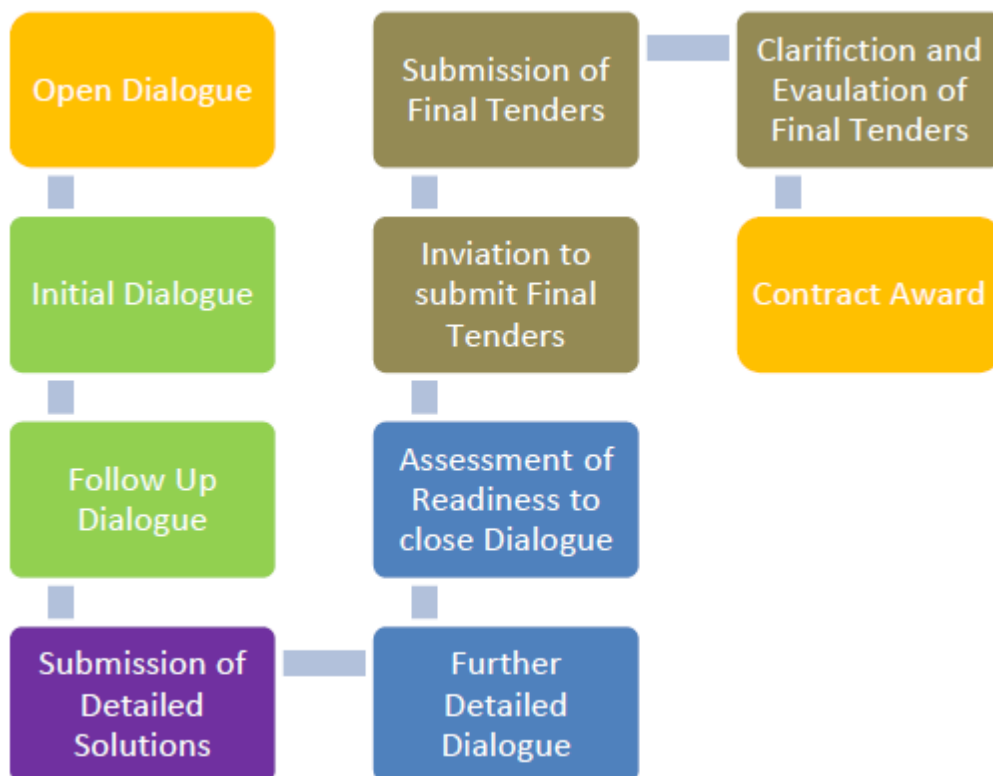 Open Dialogue
Initial Dialogue
Follow Up
Dialogue
Submission of
Detailed
Solutions
Further
Detailed
Dialogue
Assessment of
Readiness to
close Dialogue
Inviation to
submit Final
Tenders
Submission of
Final Tenders
Clarifiction and
Evaulation of
Final Tenders
Contract Award